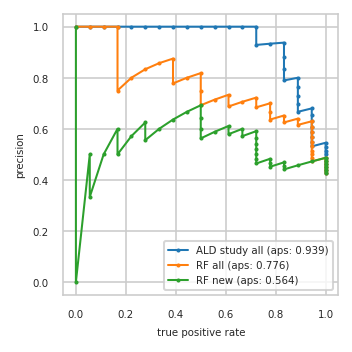 precision
1.0
0.8
0.6
0.4
0.2
0.0
ALD study all (aps: 0.939)
RF all (aps: 0.776)
RF new (aps: 0.564)
0.0 0.2 0.4 0.6 0.8 1.0
true positive rate